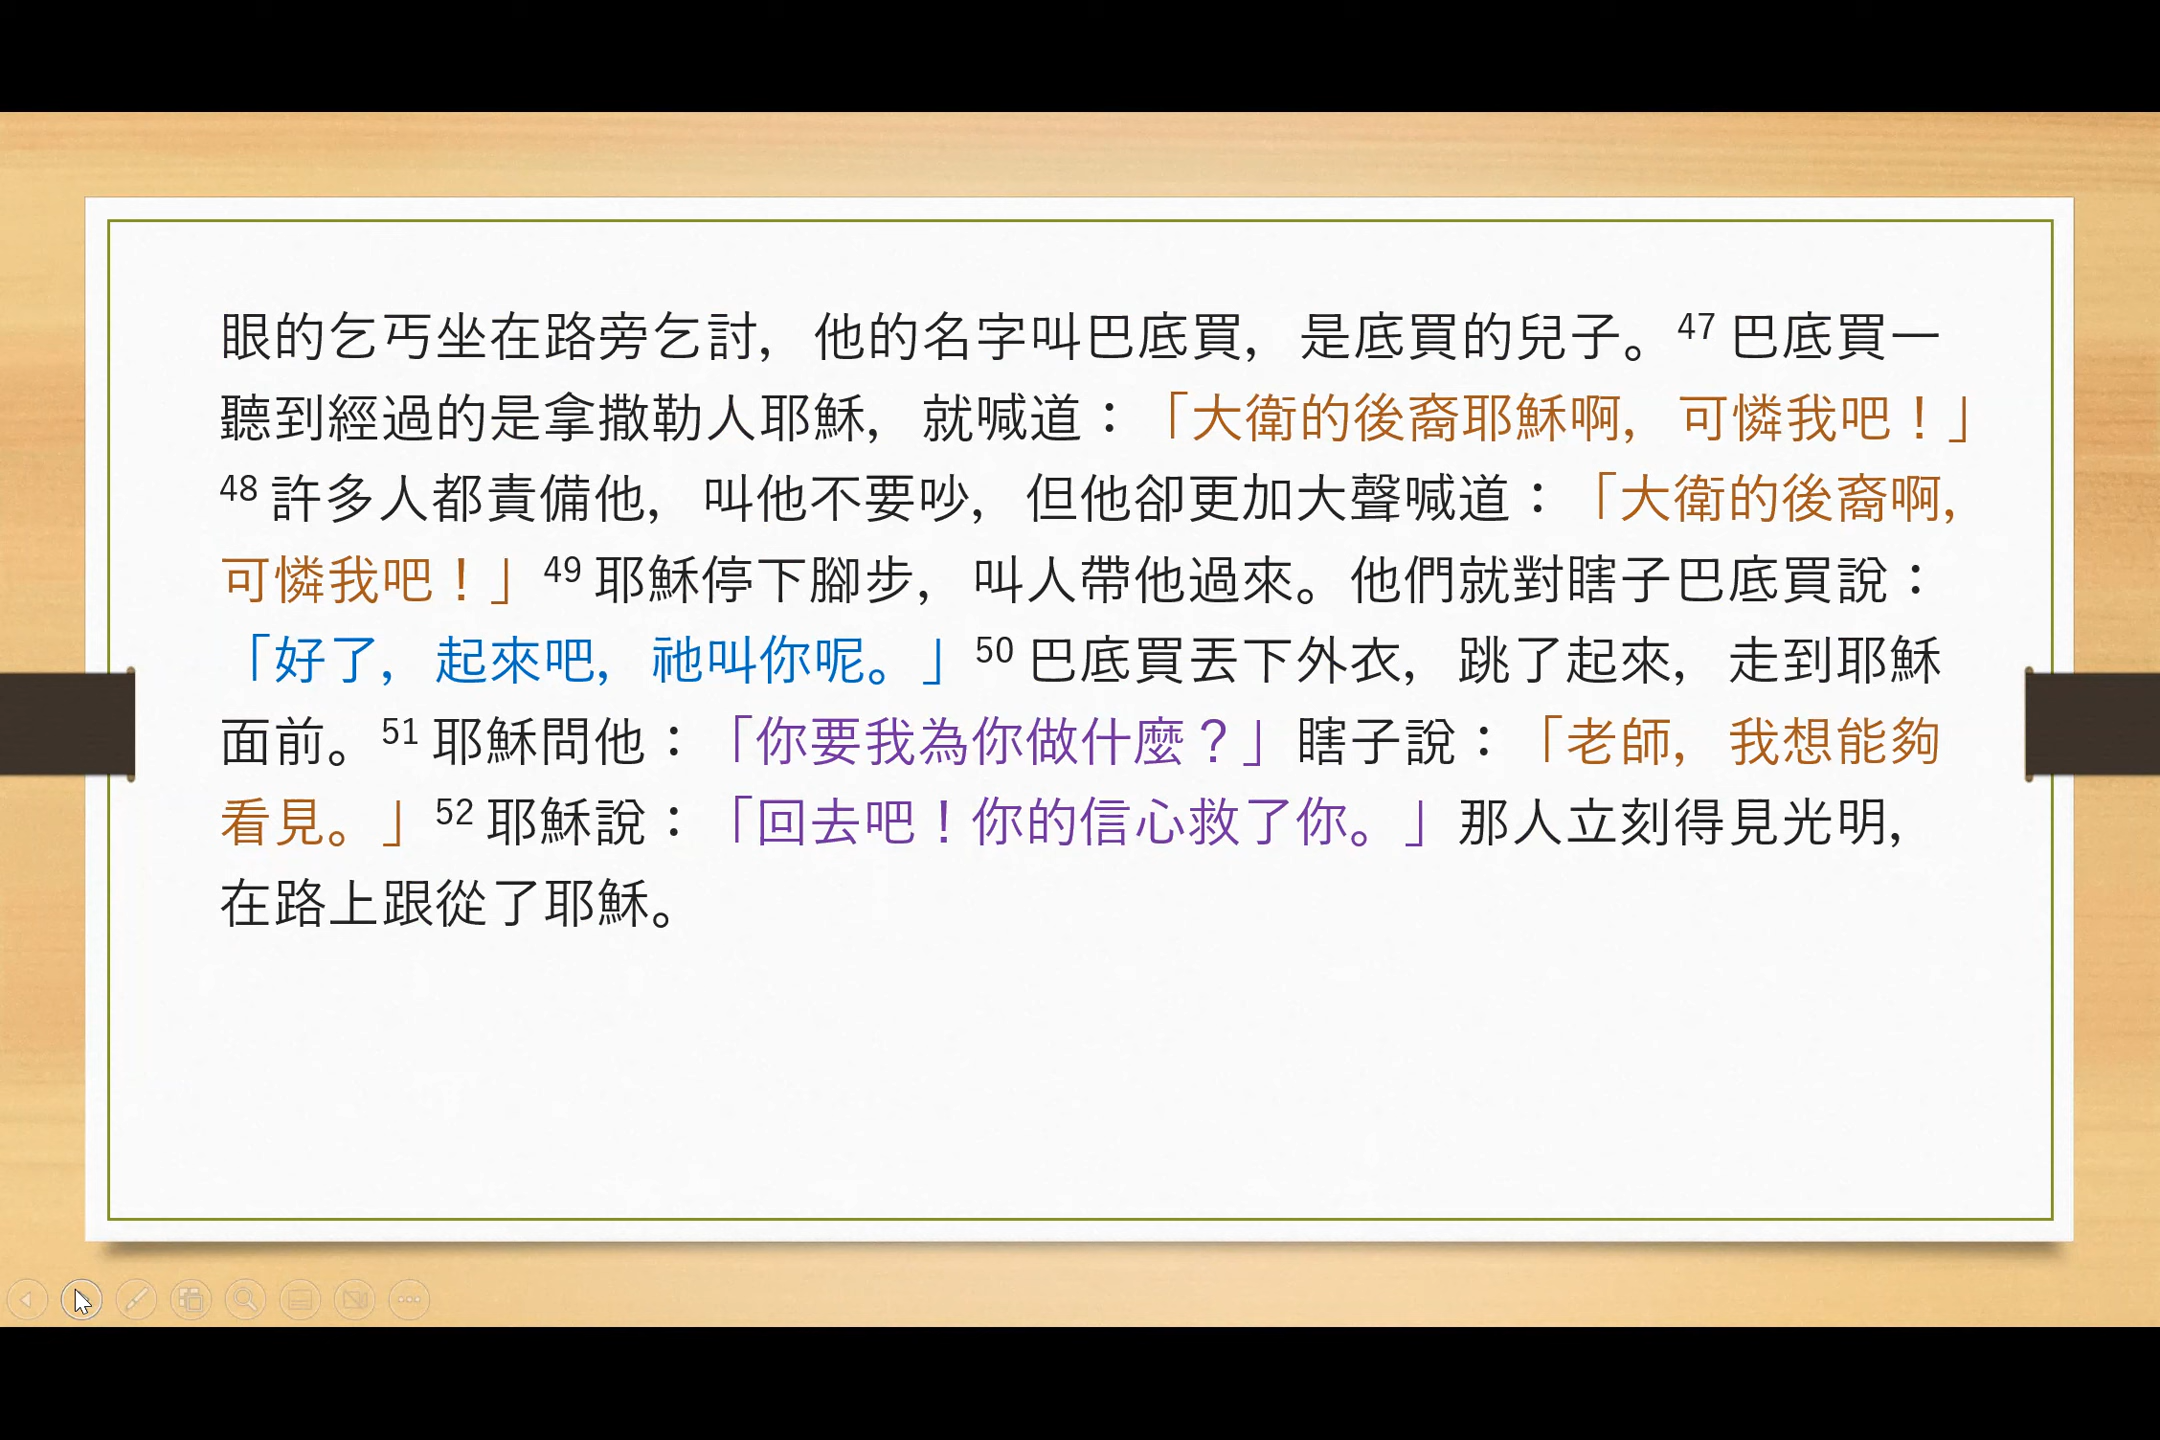 眼的乞丐坐在路旁乞討，他的名字叫巴底買，是底買的兒子。47 巴底買一
聽到經過的是拿撒勒人耶穌，就喊道：「大衛的後裔耶穌啊，可憐我吧！」
48 許多人都責備他，叫他不要吵，但他卻更加大聲喊道：「大衛的後裔啊，
可憐我吧！」49 耶穌停下腳步，叫人帶他過來。他們就對瞎子巴底買說：
「好了，起來吧，祂叫你呢。」50 巴底買丟下外衣，跳了起來，走到耶穌
面前。51 耶穌問他：「你要我為你做什麼？」瞎子說：「老師，我想能夠
看見。」52 耶穌說：「回去吧！你的信心救了你。」那人立刻得見光明，
在路上跟從了耶穌。